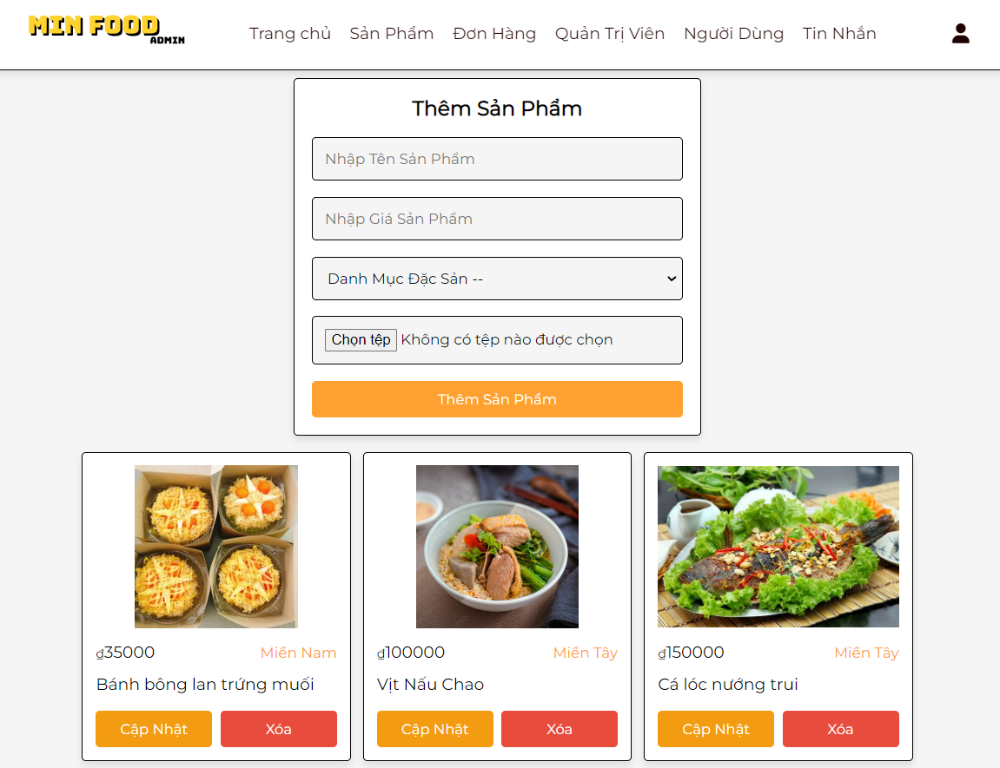 MIN FOOD
ADMIN
Trang chủ Sản Phẩm Đơn Hàng Quản Trị Viên Người Dùng Tin Nhắn
Thêm Sản Phẩm
Nhập Tên Sản Phẩm
Nhập Giá Sản Phẩm
Danh Mục Đặc Sản --
Chọn tệp Không có tệp nào được chọn
Thêm Sản Phẩm
₫35000 Miền Nam
Bánh bông lan trứng muối
Cập Nhật Xóa
₫100000 Miền Tây
Vịt Nấu Chao
Cập Nhật Xóa
₫150000 Miền Tây
Cá lóc nướng trui
Cập Nhật Xóa